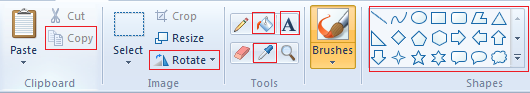 Cut
Copy
Paste
Clipboard
Select
Crop
Resize
Rotate
Image
A
Tools
Brushes
Shapes